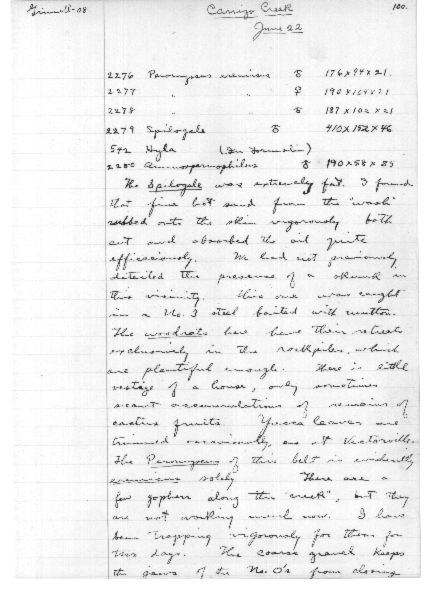 Grinnell-08
Carrizo Creek
100.
June 22
2276 Peromyscus eremicus ♂ 176×94×21.
2277 " " ♀ 190×104×21
2278 " " ♂ 187×102×21
2279 Spilogale ♂ 410×152×46
542 Hyla (In Formalin)
2280 Ammospermophilus ♂ 190×58×35
The Spilogale was extremely fat. I found
that fine hot sand from the "wash"
rubbed onto the skin vigorously both
cut and absorbed the oil quite
efficaciously. We had not previously
detected the presence of a skunk in
this vicinity. This one was caught
in a No. 3 steel baited with mutton.
The woodrats here have their retreats
exclusively in the rockpiles, which
are plentiful enough. There is little
vestige of a house, only sometimes
scant accumulations of remains of
cactus fruits. Yucca leaves are
trimmed occasionally, as at Victorville.
The Peromyscus of this belt is evidently
eremicus solely. There are a
few gophers along the "creek", but they
are not working much now. I have
been trapping vigorously for them for
two days. The coarse gravel keeps
the jaws of the No. 0's from closing